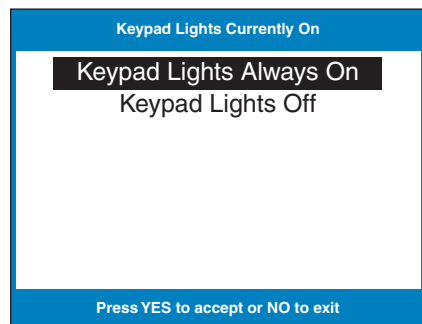 Keypad Lights Currently On
Keypad Lights Always On
Keypad Lights Off
Press YES to accept or NO to exit